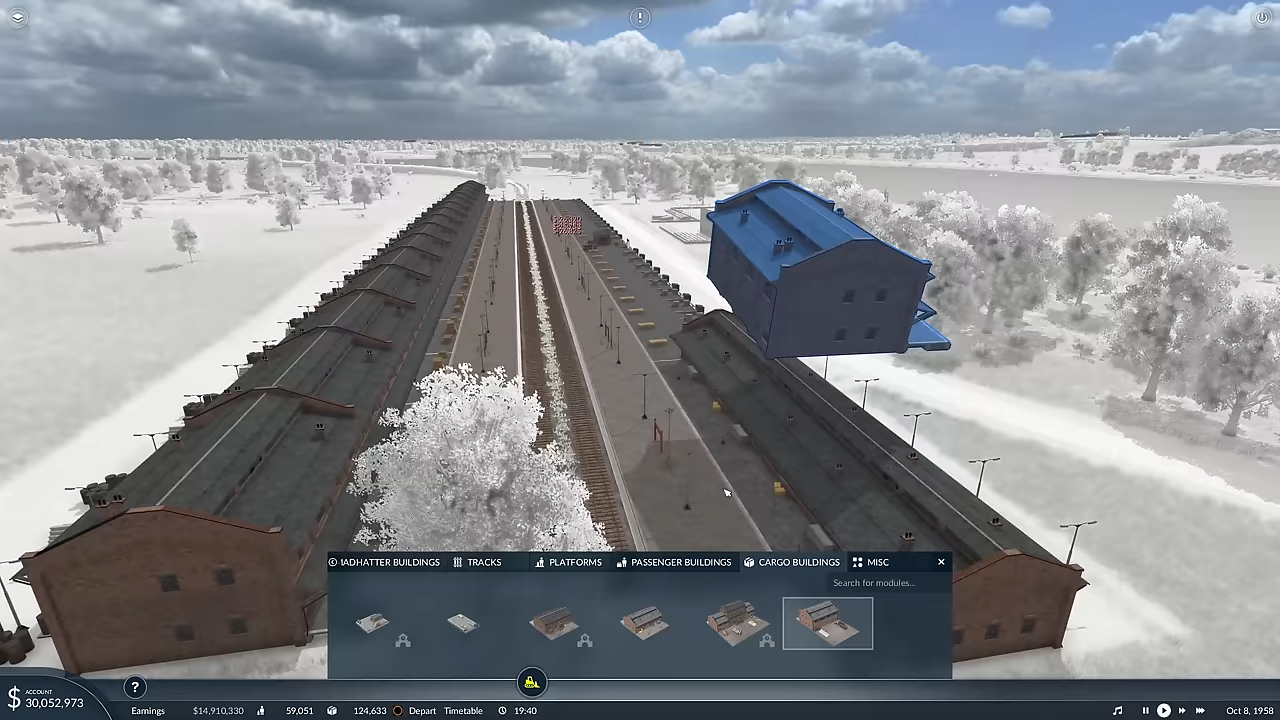 IADHATTER BUILDINGS
TRACKS
PLATFORMS
PASSENGER BUILDINGS
CARGO BUILDINGS
MISC
Search for modules...
ACCOUNT
$ 30,052,973
?
Earnings $14,910,330 59,051 124,633 Depart Timetable 19:40 Oct 8, 1958